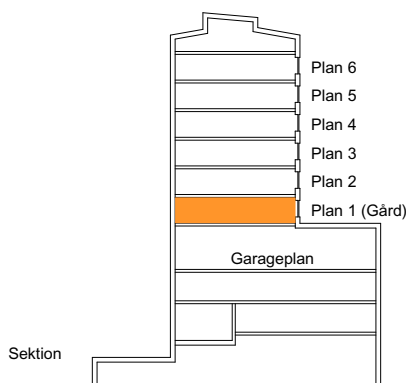 Plan 6
Plan 5
Plan 4
Plan 3
Plan 2
Plan 1 (Gård)
Garageplan
Sektion